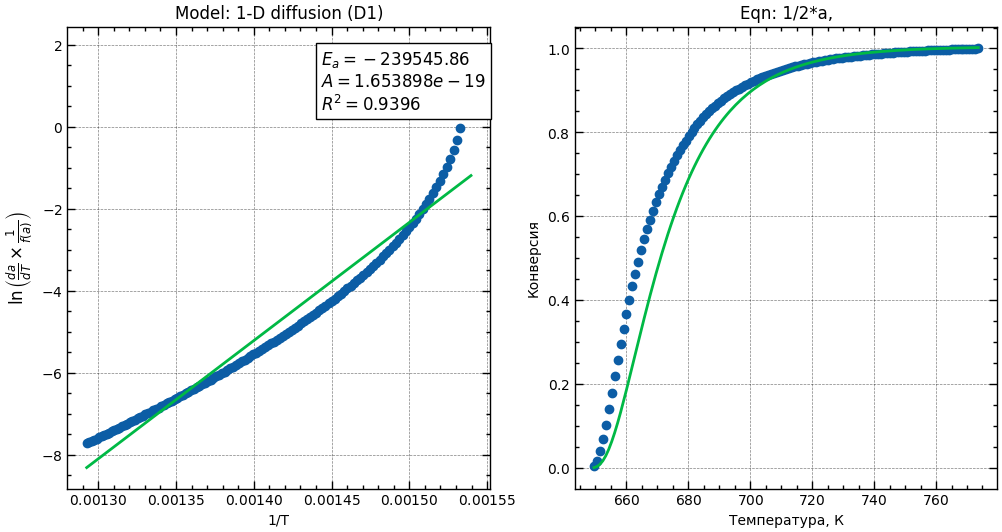 Model: 1-D diffusion (D1)
E_a = −239545.86
A = 1.653898e − 19
R^2 = 0.9396
2
0
−2
−4
−6
−8
ln (da/dT × 1/f(a))
0.00130 0.00135 0.00140 0.00145 0.00150 0.00155
1/T
Eqn: 1/2*a,
1.0
0.8
0.6
0.4
0.2
0.0
Конверсия
660 680 700 720 740 760
Температура, К